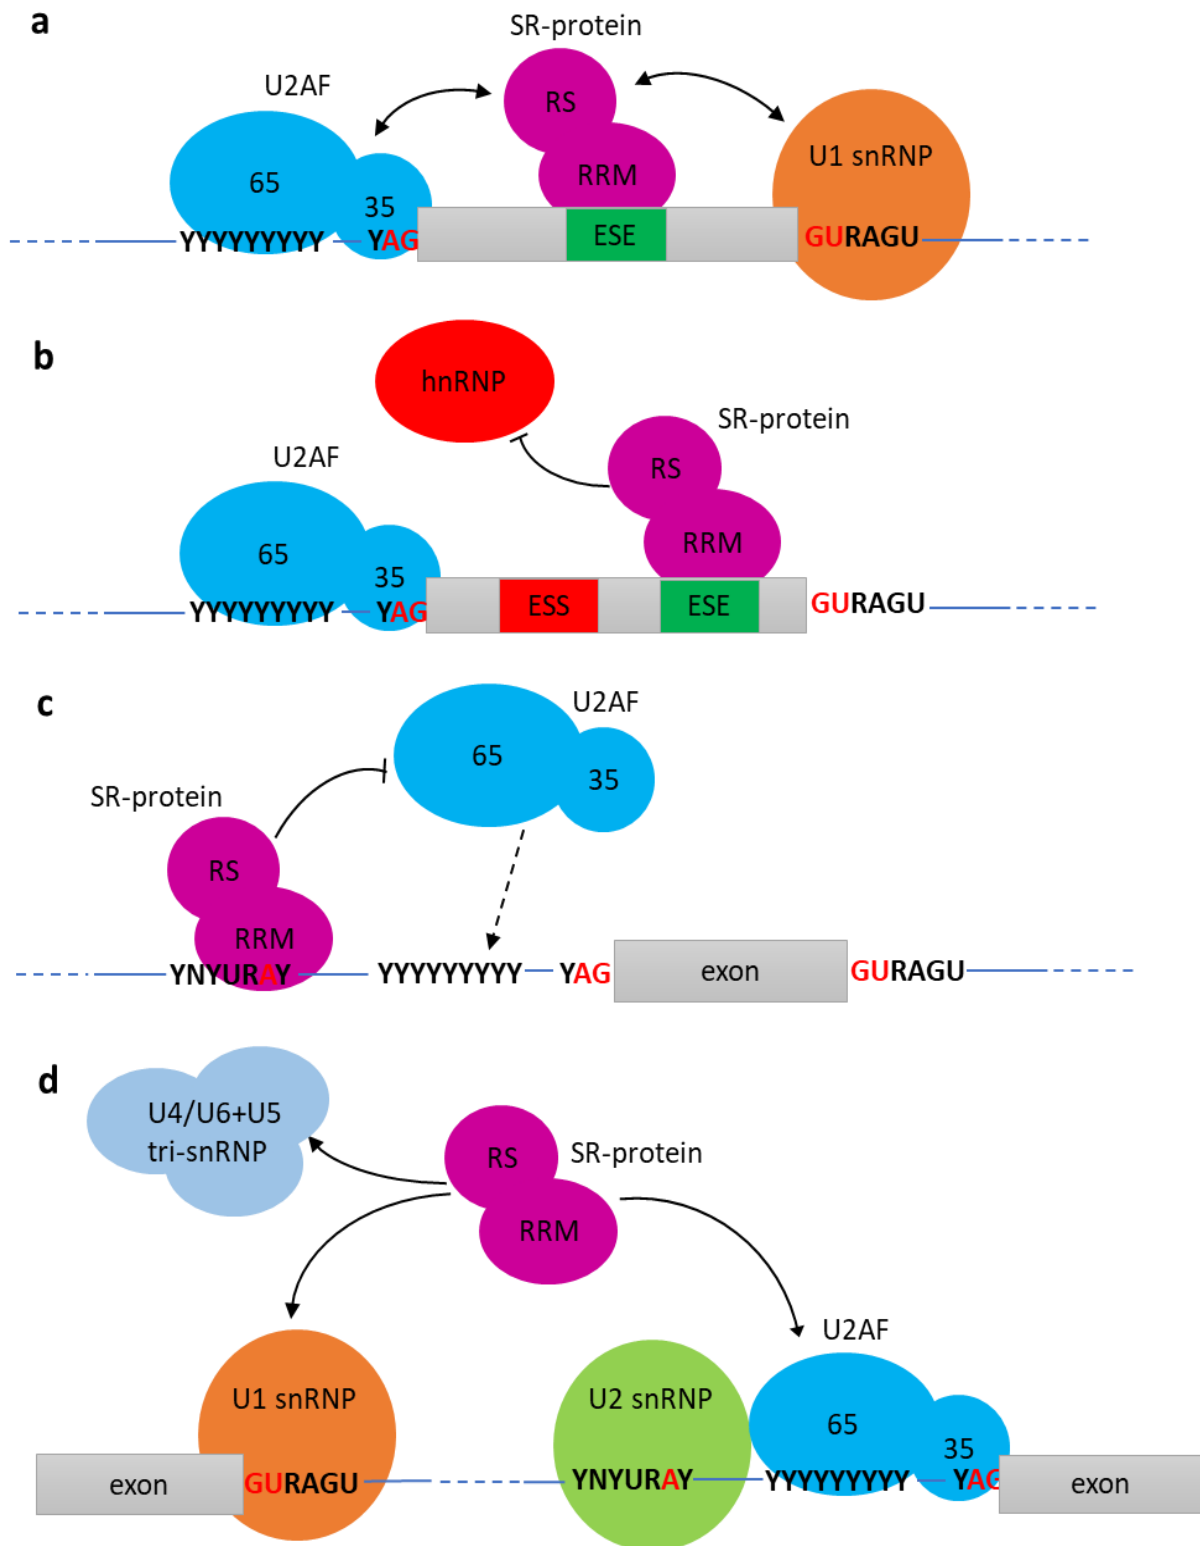 a
SR-protein
U2AF
RS
65
35
RRM
U1 snRNP
YYYYYYYYY
YAG
ESE
GURAGU
b
hnRNP
SR-protein
U2AF
RS
65
35
RRM
YYYYYYYYY
YAG
ESS
ESE
GURAGU
c
U2AF
65
35
SR-protein
RS
RRM
YNYURAY
YYYYYYYYY
YAG
exon
GURAGU
d
U4/U6+U5
tri-snRNP
RS
SR-protein
RRM
U2AF
U1 snRNP
U2 snRNP
65
35
exon
GURAGU
YNYURAY
YYYYYYYYY
YAG
exon